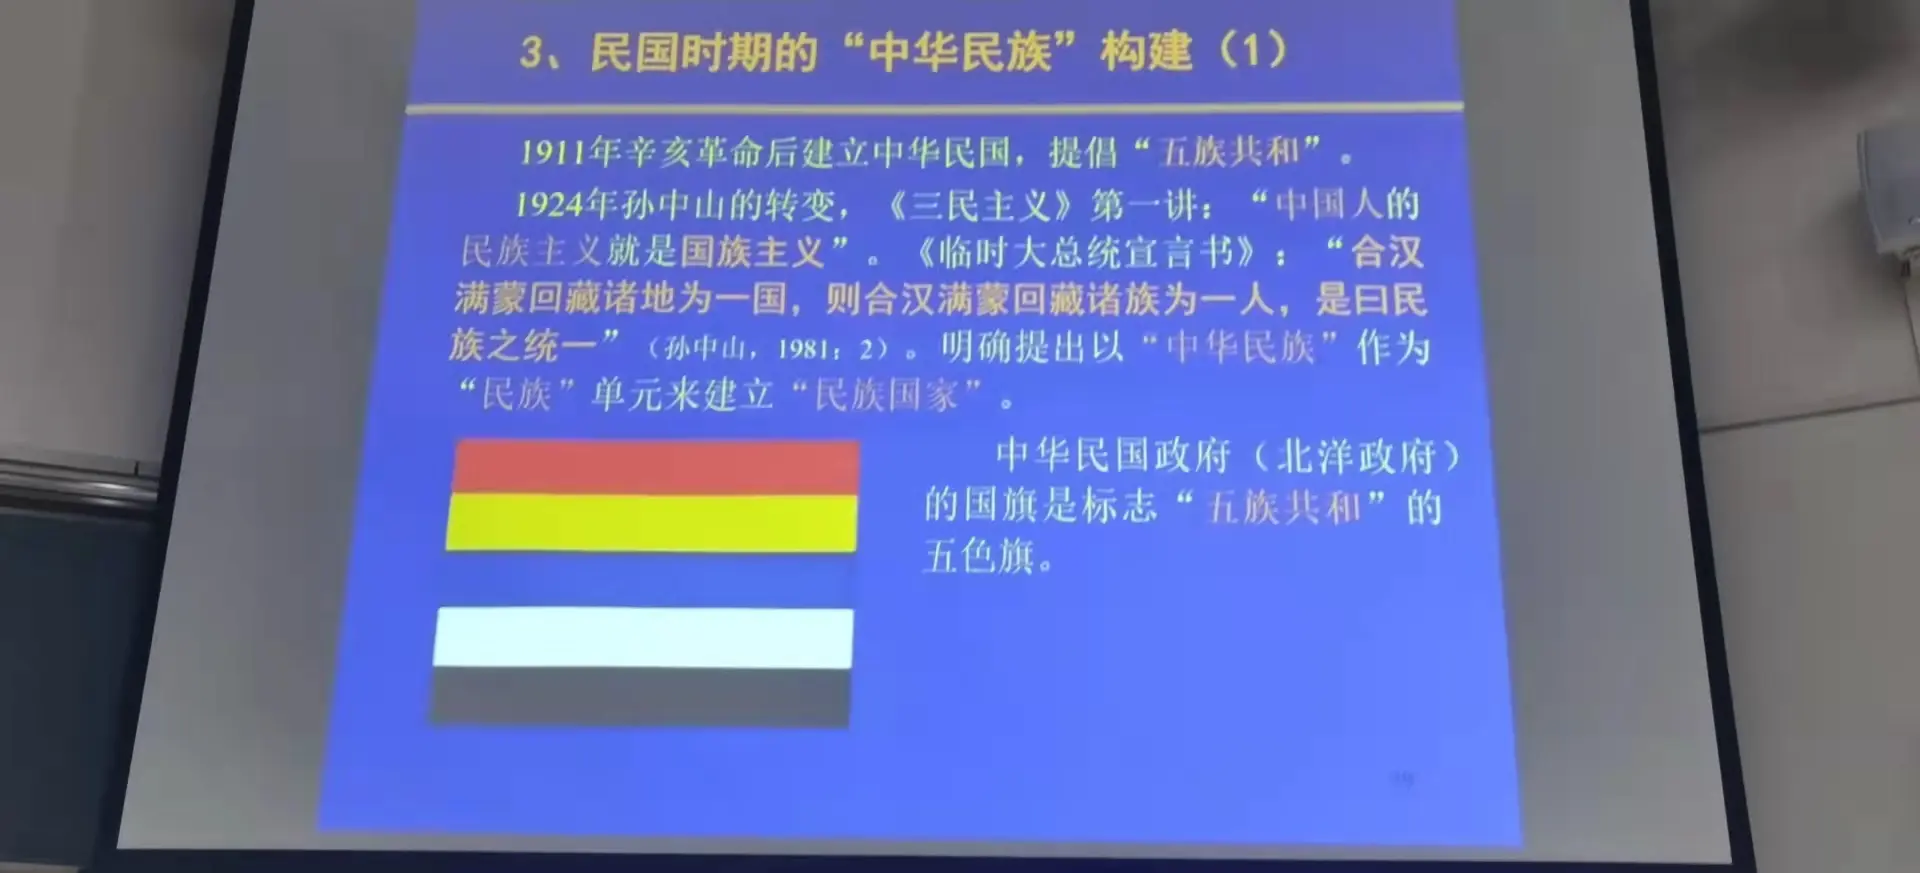 3、民国时期的“中华民族”构建（1）
1911年辛亥革命后建立中华民国，提倡“五族共和”。
1924年孙中山的转变，《三民主义》第一讲：“中国人的
民族主义就是国族主义”。《临时大总统宣言书》：“合汉
满蒙回藏诸地为一国，则合汉满蒙回藏诸族为一人，是曰民
族之统一”（孙中山，1981：2）。明确提出以“中华民族”作为
“民族”单元来建立“民族国家”。
中华民国政府（北洋政府）
的国旗是标志“五族共和”的
五色旗。